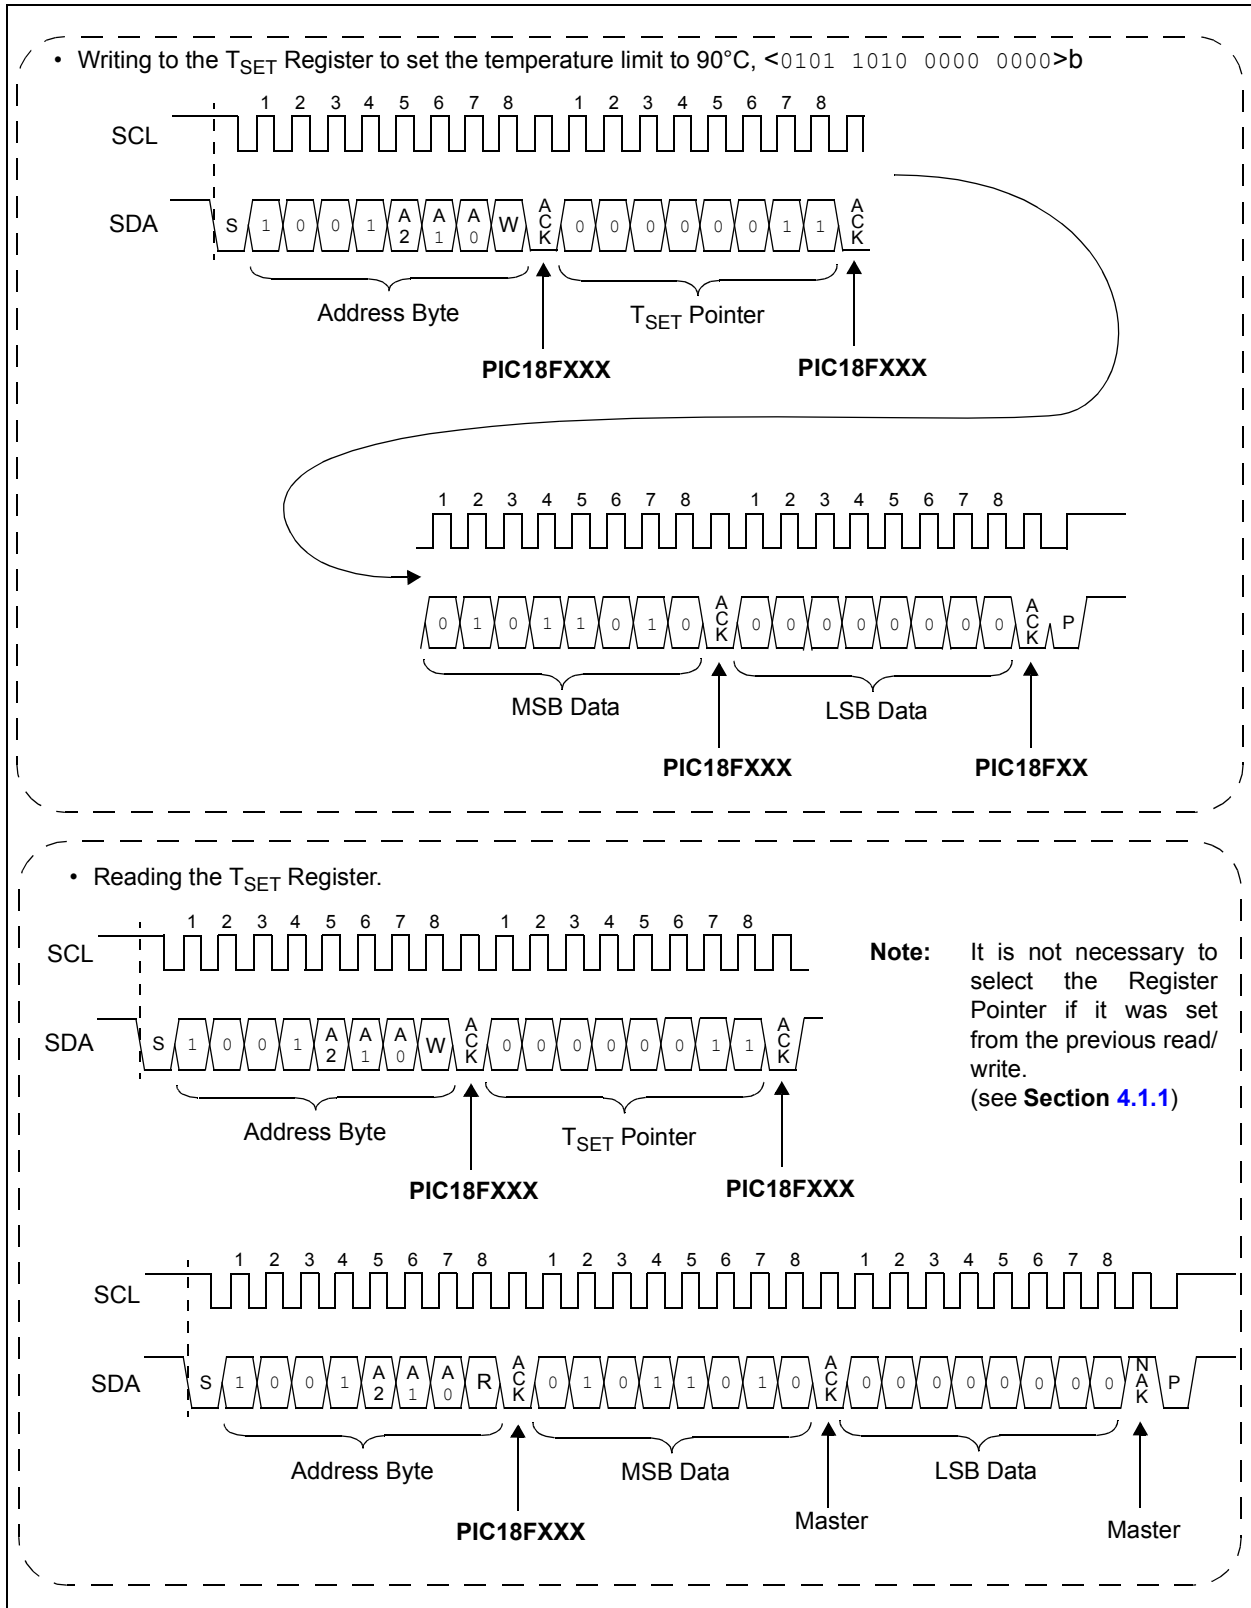 • Writing to the TSET Register to set the temperature limit to 90°C, <0101 1010 0000 0000>b
1 2 3 4 5 6 7 8 1 2 3 4 5 6 7 8
SCL
SDA S 1 0 0 1 A2 A1 A0 W ACK 0 0 0 0 0 0 1 1 ACK
Address Byte TSET Pointer
PIC18FXXX PIC18FXXX
1 2 3 4 5 6 7 8 1 2 3 4 5 6 7 8
0 1 0 1 1 0 1 0 ACK 0 0 0 0 0 0 0 0 ACK P
MSB Data LSB Data
PIC18FXXX PIC18FXX
• Reading the TSET Register.
1 2 3 4 5 6 7 8 1 2 3 4 5 6 7 8
SCL
SDA S 1 0 0 1 A2 A1 A0 W ACK 0 0 0 0 0 0 1 1 ACK
Address Byte TSET Pointer
PIC18FXXX PIC18FXXX
Note: It is not necessary to
select the Register
Pointer if it was set
from the previous read/
write.
(see Section 4.1.1)
1 2 3 4 5 6 7 8 1 2 3 4 5 6 7 8 1 2 3 4 5 6 7 8
SCL
SDA S 1 0 0 1 A2 A1 A0 R ACK 0 1 0 1 1 0 1 0 ACK 0 0 0 0 0 0 0 0 NAK P
Address Byte MSB Data LSB Data
PIC18FXXX Master Master